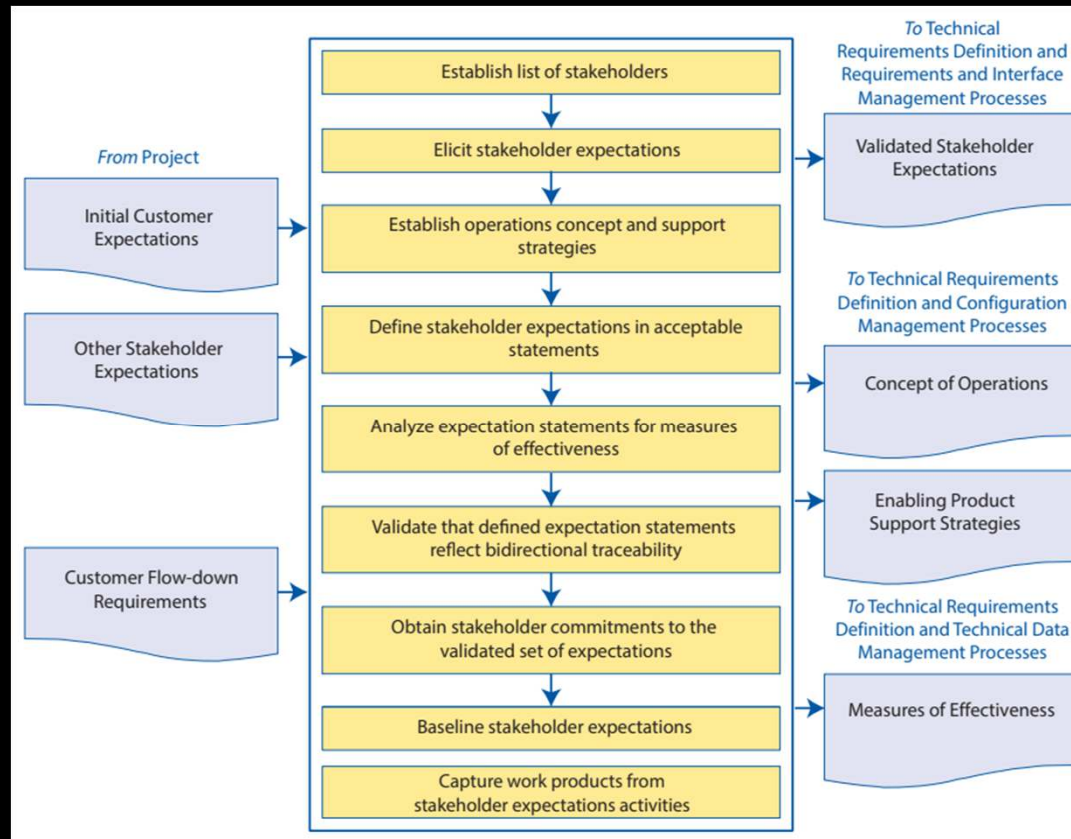 From Project
Initial Customer
Expectations
Other Stakeholder
Expectations
Customer Flow-down
Requirements
Establish list of stakeholders
Elicit stakeholder expectations
Establish operations concept and support
strategies
Define stakeholder expectations in acceptable
statements
Analyze expectation statements for measures
of effectiveness
Validate that defined expectation statements
reflect bidirectional traceability
Obtain stakeholder commitments to the
validated set of expectations
Baseline stakeholder expectations
Capture work products from
stakeholder expectations activities
To Technical
Requirements Definition and
Requirements and Interface
Management Processes
Validated Stakeholder
Expectations
To Technical Requirements
Definition and Configuration
Management Processes
Concept of Operations
Enabling Product
Support Strategies
To Technical Requirements
Definition and Technical Data
Management Processes
Measures of Effectiveness